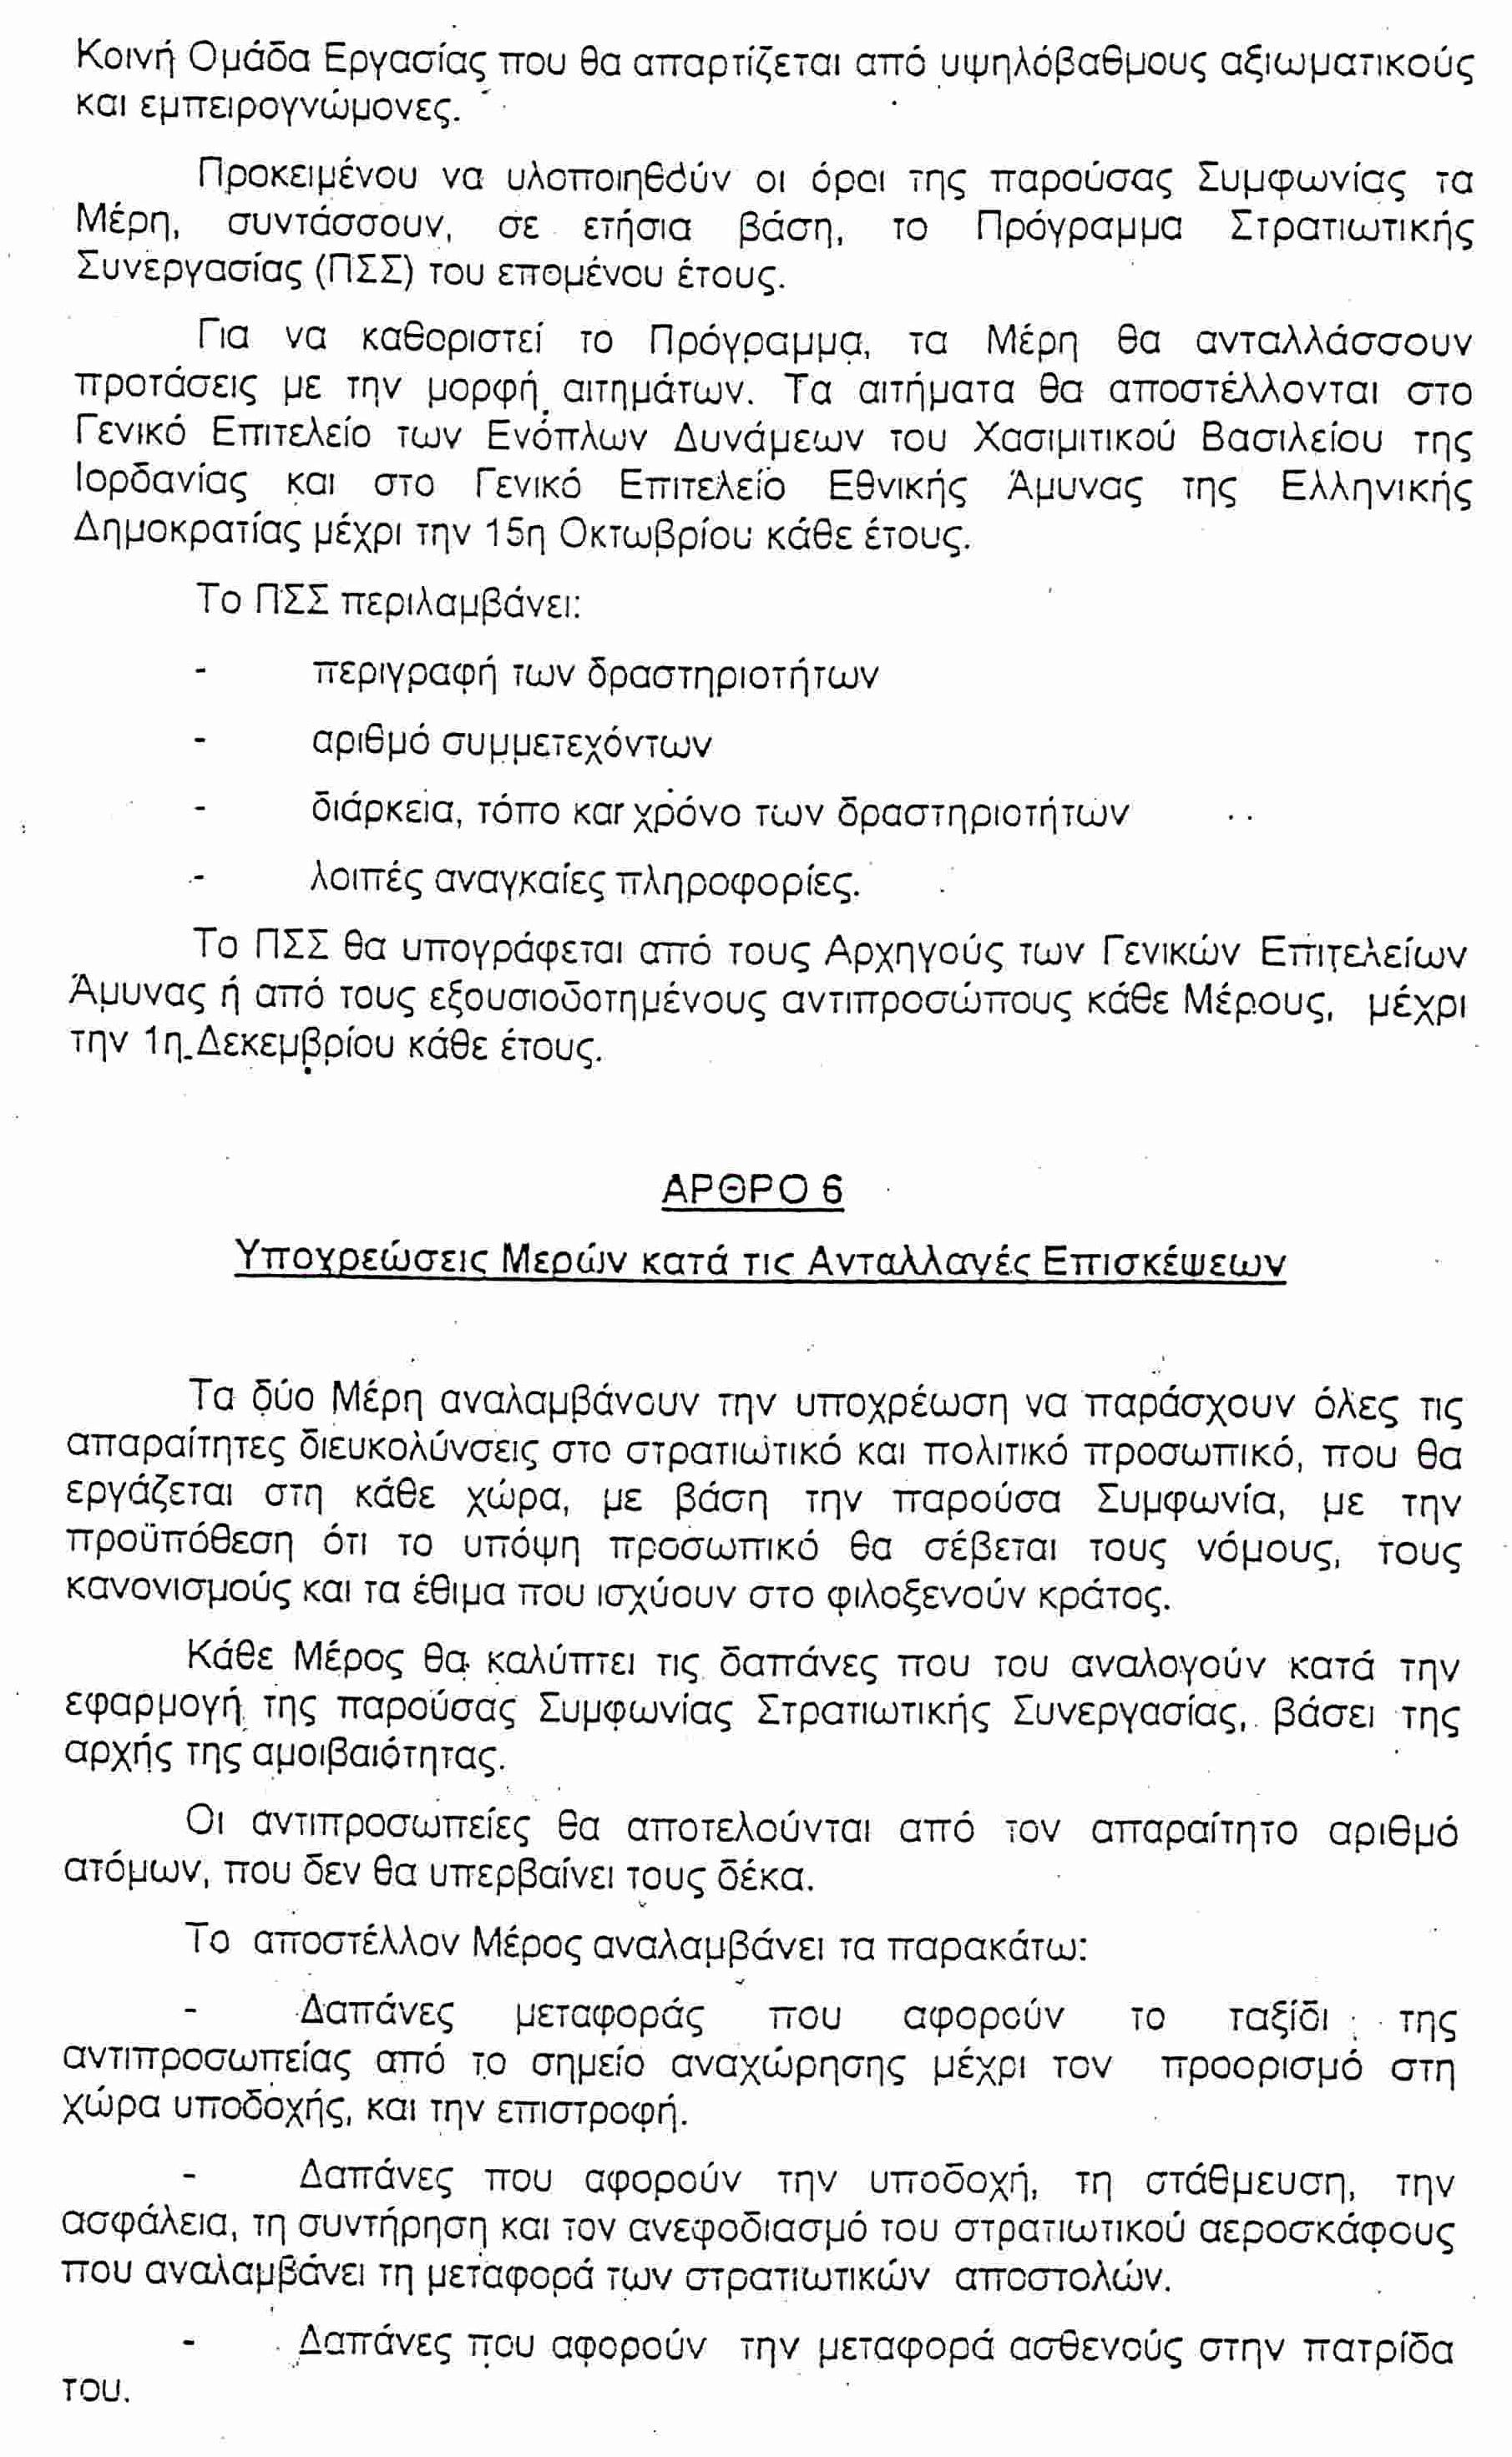 Κοινή Ομάδα Εργασίας που θα απαρτίζεται από υψηλόβαθμους αξιωματικούς
και εμπειρογνώμονες.
Προκειμένου να υλοποιηθούν οι όροι της παρούσας Συμφωνίας τα
Μέρη, συντάσσουν, σε ετήσια βάση, το Πρόγραμμα Στρατιωτικής
Συνεργασίας (ΠΣΣ) του επομένου έτους.
Για να καθοριστεί το Πρόγραμμα, τα Μέρη θα ανταλλάσσουν
προτάσεις με την μορφή αιτημάτων. Τα αιτήματα θα αποστέλλονται στο
Γενικό Επιτελείο των Ενόπλων Δυνάμεων του Χασιμιτικού Βασιλείου της
Ιορδανίας και στο Γενικό Επιτελείο Εθνικής Άμυνας της Ελληνικής
Δημοκρατίας μέχρι την 15η Οκτωβρίου κάθε έτους.
Το ΠΣΣ περιλαμβάνει:
- περιγραφή των δραστηριοτήτων
- αριθμό συμμετεχόντων
- διάρκεια, τόπο και χρόνο των δραστηριοτήτων
- λοιπές αναγκαίες πληροφορίες.
Το ΠΣΣ θα υπογράφεται από τους Αρχηγούς των Γενικών Επιτελείων
Άμυνας ή από τους εξουσιοδοτημένους αντιπροσώπους κάθε Μέρους, μέχρι
την 1η Δεκεμβρίου κάθε έτους.
ΑΡΘΡΟ 6
Υποχρεώσεις Μερών κατά τις Ανταλλαγές Επισκέψεων
Τα δύο Μέρη αναλαμβάνουν την υποχρέωση να παράσχουν όλες τις
απαραίτητες διευκολύνσεις στο στρατιωτικό και πολιτικό προσωπικό, που θα
εργάζεται στη κάθε χώρα, με βάση την παρούσα Συμφωνία, με την
προϋπόθεση ότι το υπόψη προσωπικό θα σέβεται τους νόμους, τους
κανονισμούς και τα έθιμα που ισχύουν στο φιλοξενούν κράτος.
Κάθε Μέρος θα καλύπτει τις δαπάνες που του αναλογούν κατά την
εφαρμογή της παρούσας Συμφωνίας Στρατιωτικής Συνεργασίας, βάσει της
αρχής της αμοιβαιότητας.
Οι αντιπροσωπείες θα αποτελούνται από τον απαραίτητο αριθμό
ατόμων, που δεν θα υπερβαίνει τους δέκα.
Το αποστέλλον Μέρος αναλαμβάνει τα παρακάτω:
- Δαπάνες μεταφοράς που αφορούν το ταξίδι της
αντιπροσωπείας από το σημείο αναχώρησης μέχρι τον προορισμό στη
χώρα υποδοχής, και την επιστροφή.
- Δαπάνες που αφορούν την υποδοχή, τη στάθμευση, την
ασφάλεια, τη συντήρηση και τον ανεφοδιασμό του στρατιωτικού αεροσκάφους
που αναλαμβάνει τη μεταφορά των στρατιωτικών αποστολών.
- Δαπάνες που αφορούν την μεταφορά ασθενούς στην πατρίδα
του.